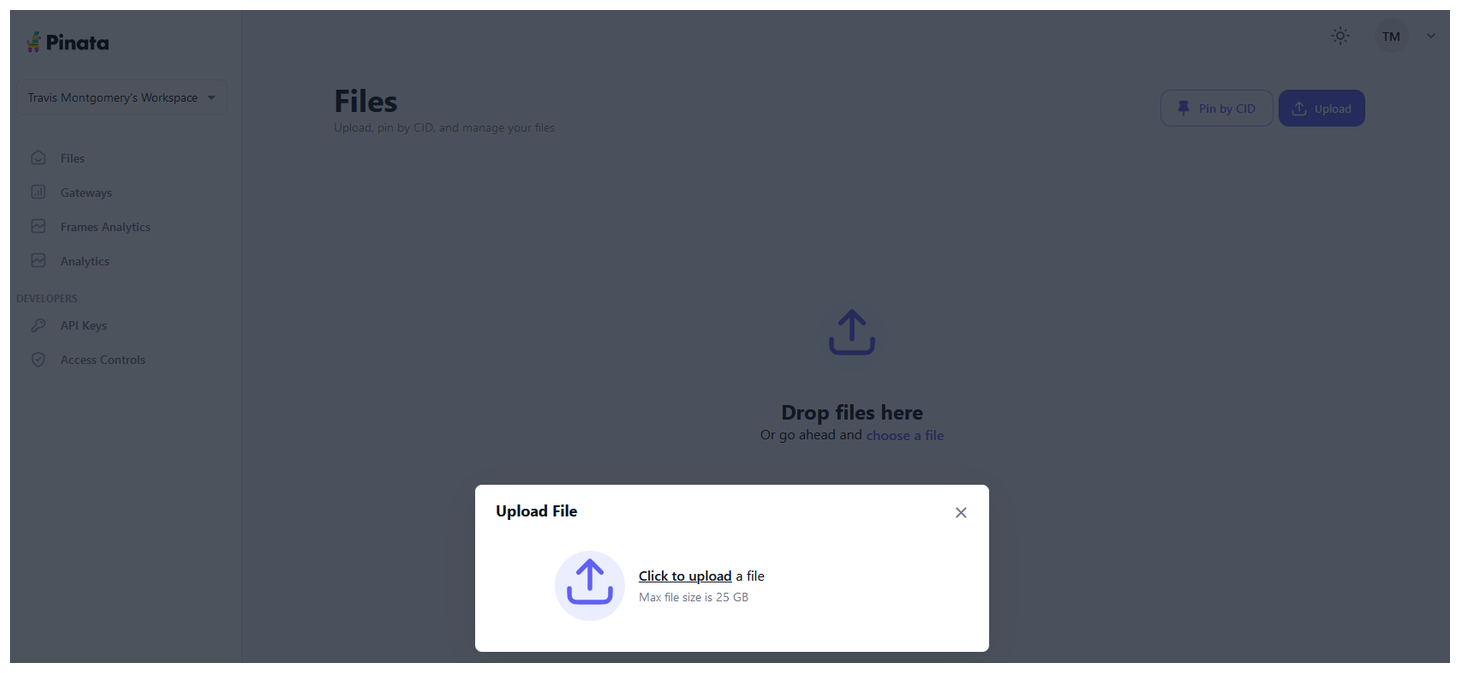 Pinata
TM
Travis Montgomery's Workspace
Files
Upload, pin by CID, and manage your files
Pin by CID
Upload
Files
Gateways
Frames Analytics
Analytics
DEVELOPERS
API Keys
Access Controls
Drop files here
Or go ahead and choose a file
Upload File
Click to upload a file
Max file size is 25 GB